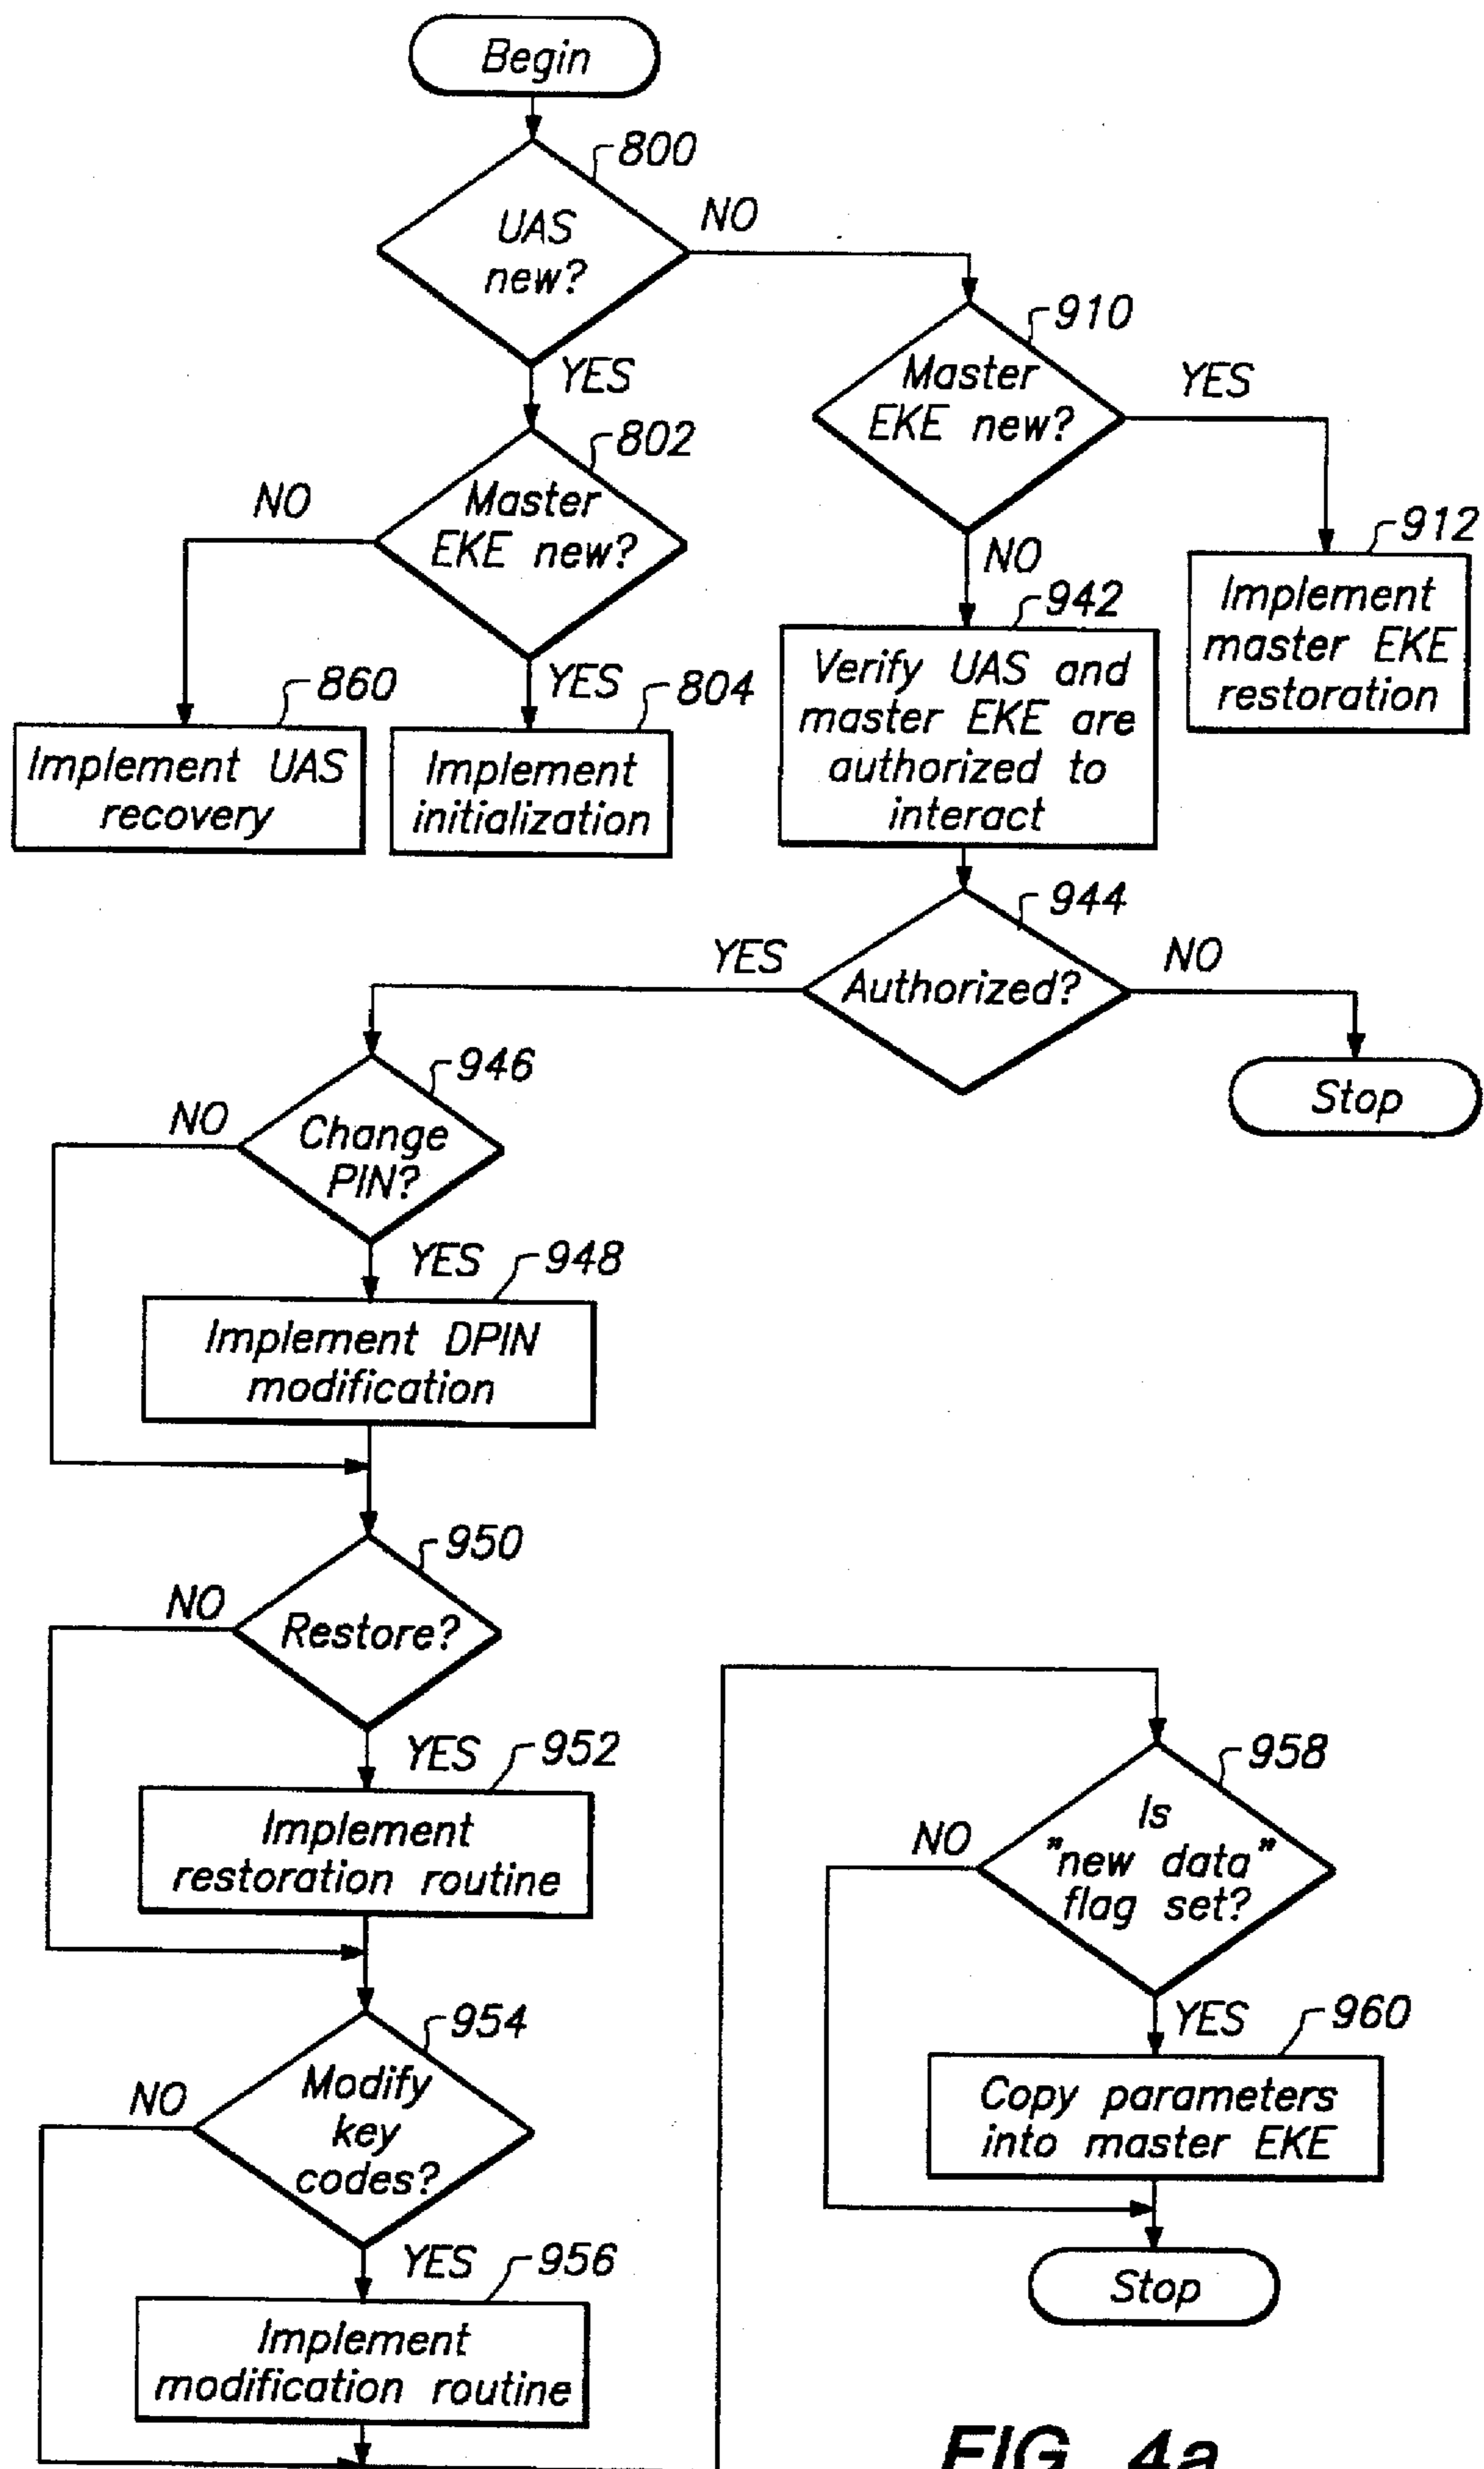 Begin
800
UAS
new?
NO
YES
910
Master
EKE new?
YES
NO
802
Master
EKE new?
NO
YES
912
Implement
master EKE
restoration
942
Verify UAS and
master EKE are
authorized to
interact
860
Implement UAS
recovery
804
Implement
initialization
944
Authorized?
YES
NO
Stop
946
Change
PIN?
NO
YES
948
Implement DPIN
modification
950
Restore?
NO
YES
952
Implement
restoration routine
954
Modify
key
codes?
NO
YES
956
Implement
modification routine
958
Is
"new data"
flag set?
NO
YES
960
Copy parameters
into master EKE
Stop
FIG. 4a